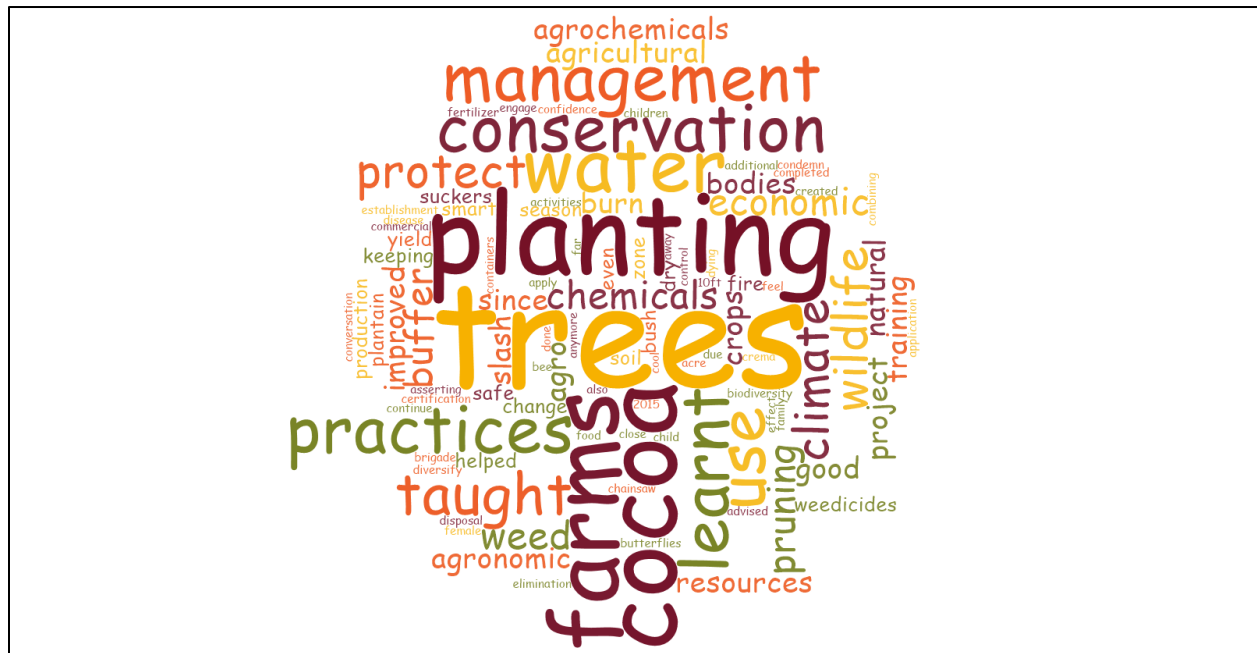 agrochemicals
agricultural
management
fertilizer engage confidence children
conservation
water
protect
additional condemn
completed
bodies
created
suckers
activities
burn
economic
combining
establishment smart season
disease
commercial
planting
yield
keeping
containers
far
even
zone
dry
away
control
dying
natural
wildlife
improved
buffer
since
apply
chemicals
10ft fire feel
training
conversation
production
plantain
slash
trees
done
anymore
bee
agro
soil
bush
cool
acre
due
crops
crema
climate
application
asserting
certification
continue
safe
change
also
2015
biodiversity
effect
family
project
practices
farms
cocoa
learnt
use
food close child
brigade
diversify
helped
good
pruning
weedicides
taught
chainsaw
disposal
female
weed
advised
butterflies
agronomic
elimination
resources